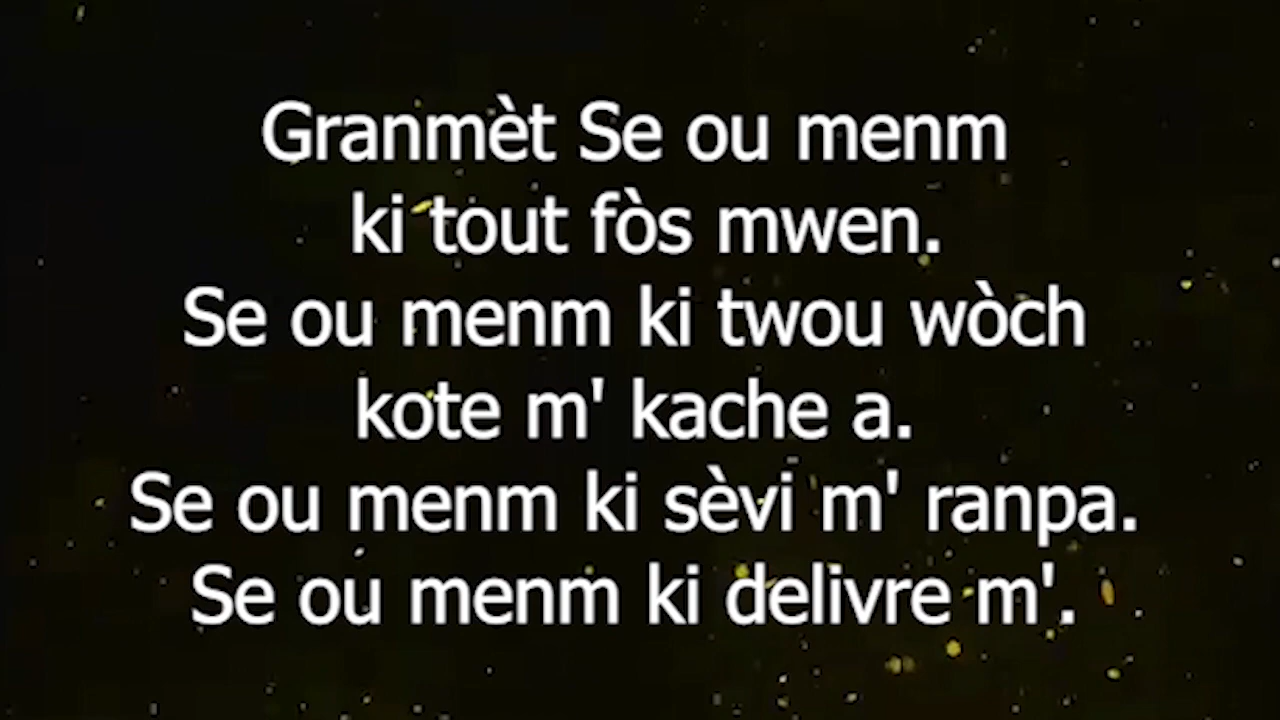 Granmèt Se ou menm
ki tout fòs mwen.
Se ou menm ki twou wòch
kote m' kache a.
Se ou menm ki sèvi m' ranpa.
Se ou menm ki delivre m'.